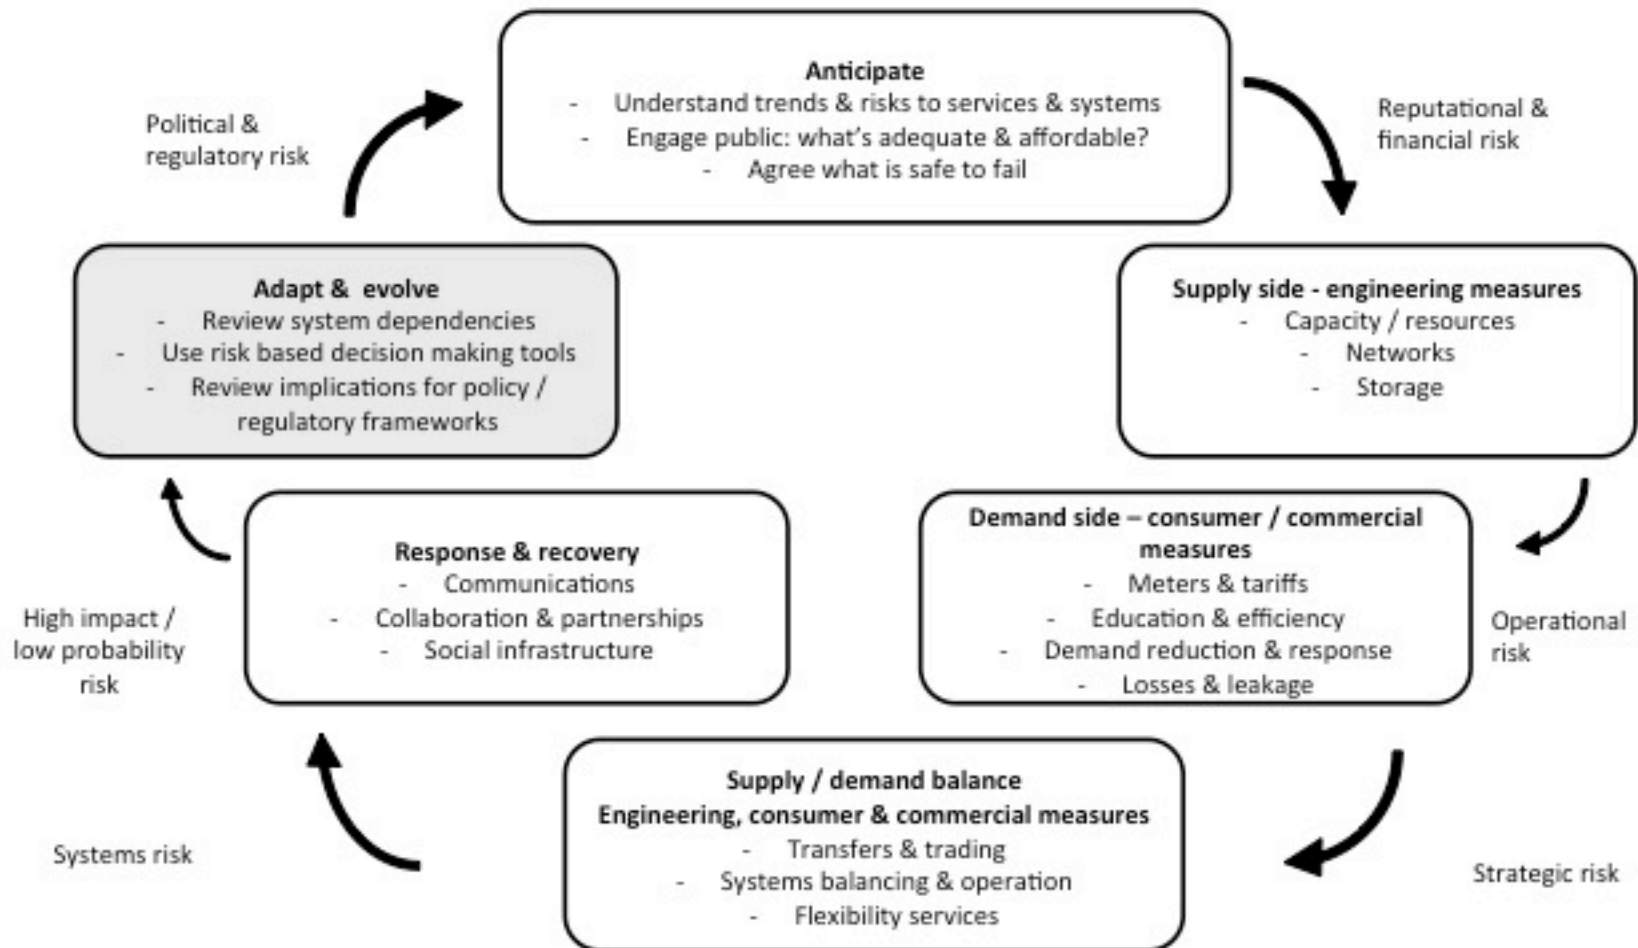 Anticipate
- Understand trends & risks to services & systems
- Engage public: what's adequate & affordable?
- Agree what is safe to fail
Political &
regulatory risk
Reputational &
financial risk
Adapt & evolve
- Review system dependencies
- Use risk based decision making tools
- Review implications for policy /
regulatory frameworks
Supply side - engineering measures
- Capacity / resources
- Networks
- Storage
Response & recovery
- Communications
- Collaboration & partnerships
- Social infrastructure
Demand side – consumer / commercial
measures
- Meters & tariffs
- Education & efficiency
- Demand reduction & response
- Losses & leakage
High impact /
low probability
risk
Operational
risk
Supply / demand balance
Engineering, consumer & commercial measures
- Transfers & trading
- Systems balancing & operation
- Flexibility services
Systems risk
Strategic risk